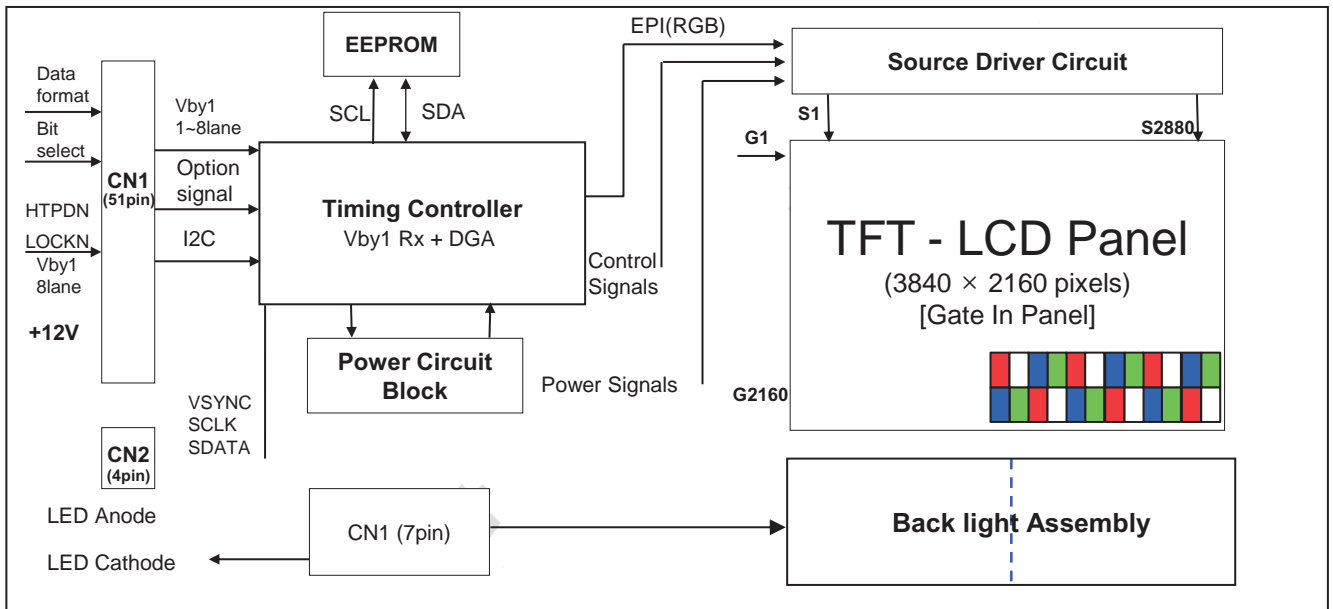 EPI(RGB)
EEPROM
Source Driver Circuit
Data
format
Vby1
1~8lane
SCL
SDA
S1
S2880
Bit
select
G1
CN1
(51pin)
Option
signal
Timing Controller
Vby1 Rx + DGA
TFT - LCD Panel
(3840 × 2160 pixels)
[Gate In Panel]
HTPDN
LOCKN
Vby1
8lane
I2C
Control
Signals
+12V
Power Circuit
Block
Power Signals
G2160
VSYNC
SCLK
SDATA
CN2
(4pin)
LED Anode
LED Cathode
CN1 (7pin)
Back light Assembly